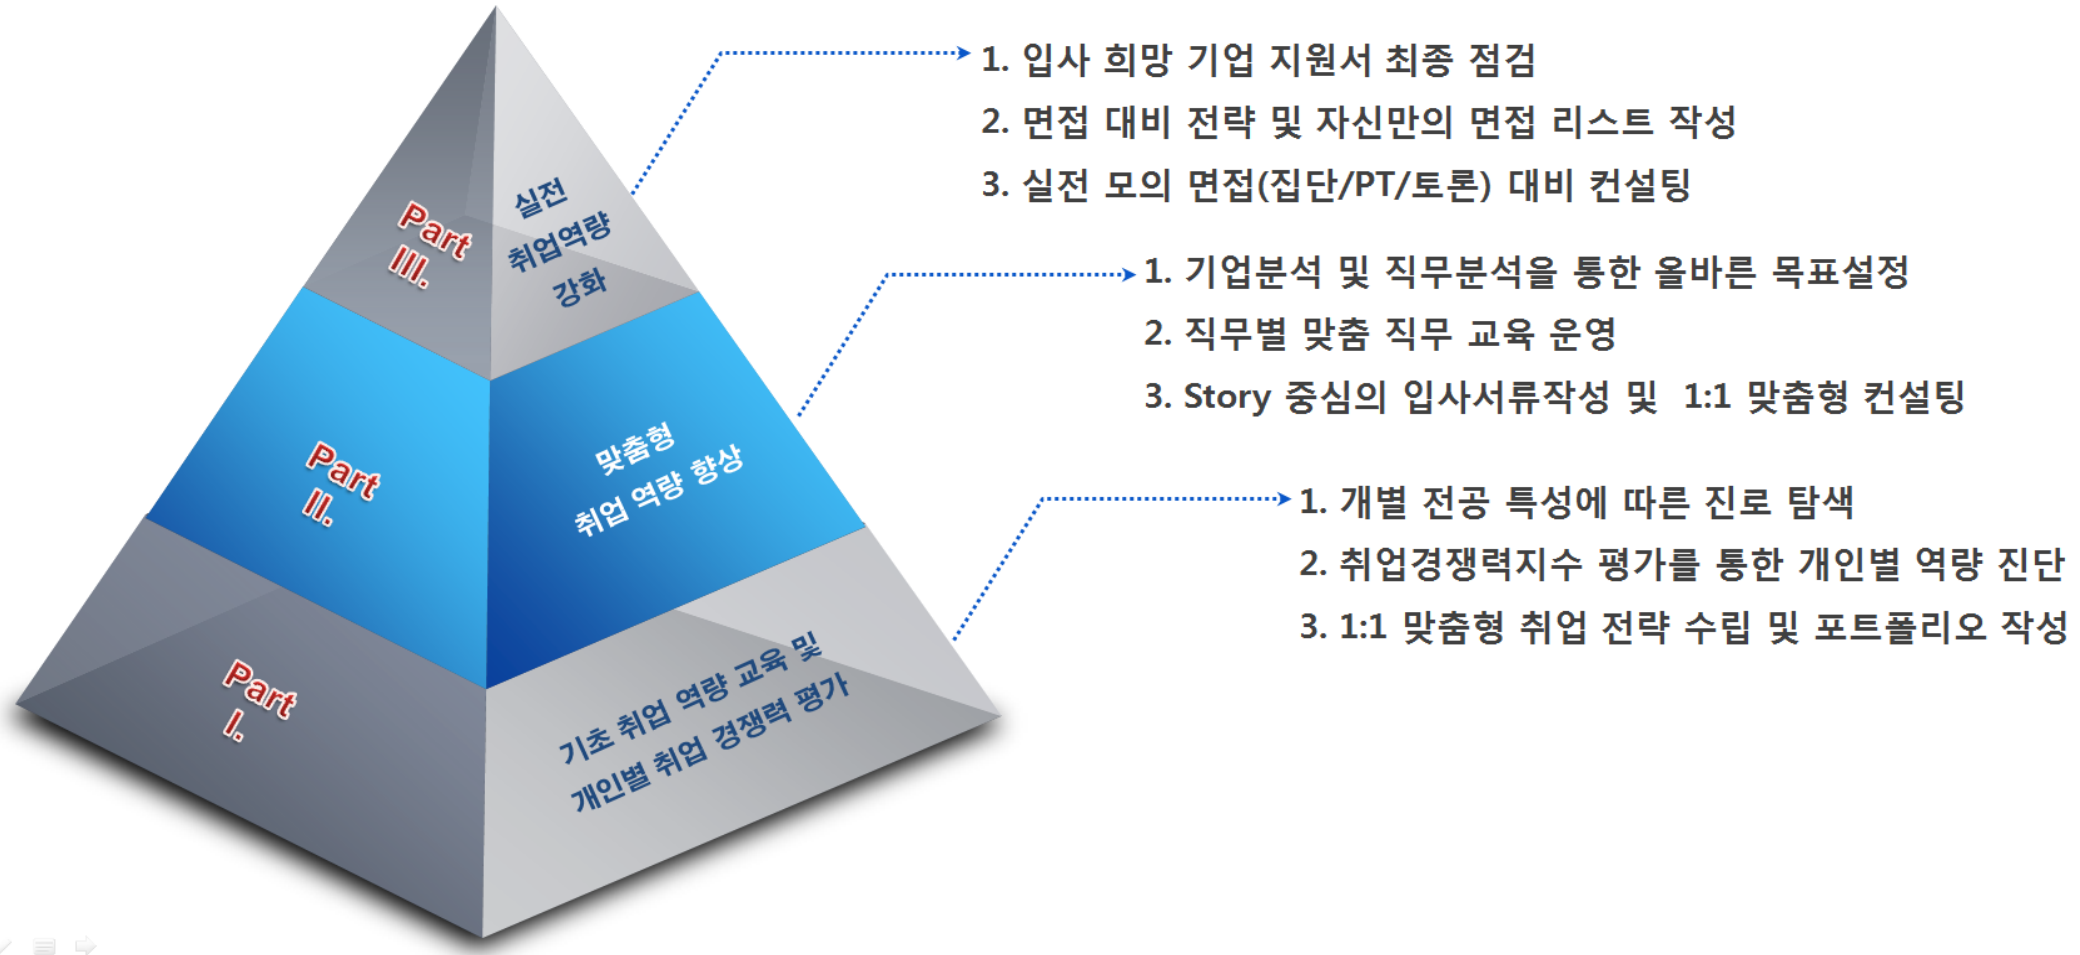 Part
III.
실전
취업역량
강화
1. 입사 희망 기업 지원서 최종 점검
2. 면접 대비 전략 및 자신만의 면접 리스트 작성
3. 실전 모의 면접(집단/PT/토론) 대비 컨설팅
Part
II.
맞춤형
취업 역량 향상
1. 기업분석 및 직무분석을 통한 올바른 목표설정
2. 직무별 맞춤 직무 교육 운영
3. Story 중심의 입사서류작성 및 1:1 맞춤형 컨설팅
Part
I.
기초 취업 역량 교육 및
개인별 취업 경쟁력 평가
1. 개별 전공 특성에 따른 진로 탐색
2. 취업경쟁력지수 평가를 통한 개인별 역량 진단
3. 1:1 맞춤형 취업 전략 수립 및 포트폴리오 작성